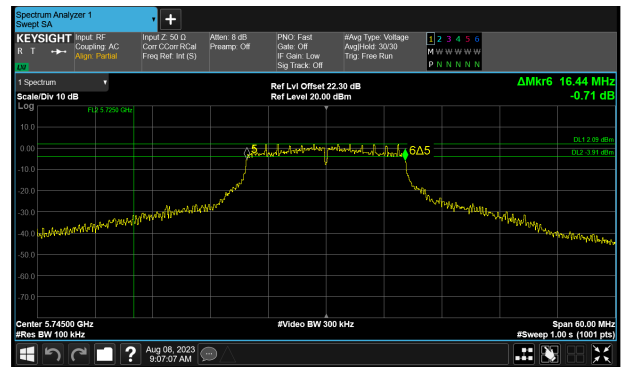 Spectrum Analyzer 1
Swept SA
+
KEYSIGHT
R T
LXI
Input: RF
Coupling: AC
Align: Partial
Input Z: 50 Ω
Corr CCorr RCal
Freq Ref: Int (S)
Atten: 8 dB
Preamp: Off
PNO: Fast
Gate: Off
IF Gain: Low
Sig Track: Off
#Avg Type: Voltage
Avg|Hold: 30/30
Trig: Free Run
1 2 3 4 5 6
M W W W W W
P N N N N N
1 Spectrum
Scale/Div 10 dB
Ref Lvl Offset 22.30 dB
Ref Level 20.00 dBm
ΔMkr6 16.44 MHz
-0.71 dB
Log
FL2 5.7250 GHz
10.0
DL1 2.09 dBm
0.00
5
6Δ5
DL2 -3.91 dBm
-10.0
-20.0
-30.0
-40.0
-50.0
-60.0
-70.0
Center 5.74500 GHz
#Video BW 300 kHz
Span 60.00 MHz
#Res BW 100 kHz
#Sweep 1.00 s (1001 pts)
?
Aug 08, 2023
9:07:07 AM